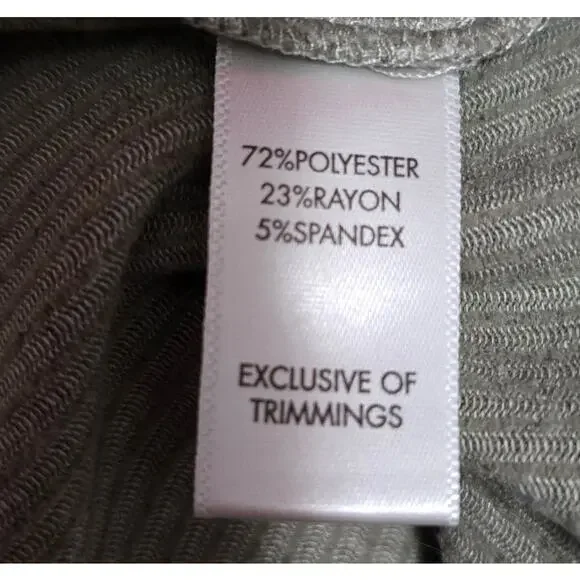 72%POLYESTER
23%RAYON
5%SPANDEX
EXCLUSIVE OF
TRIMMINGS